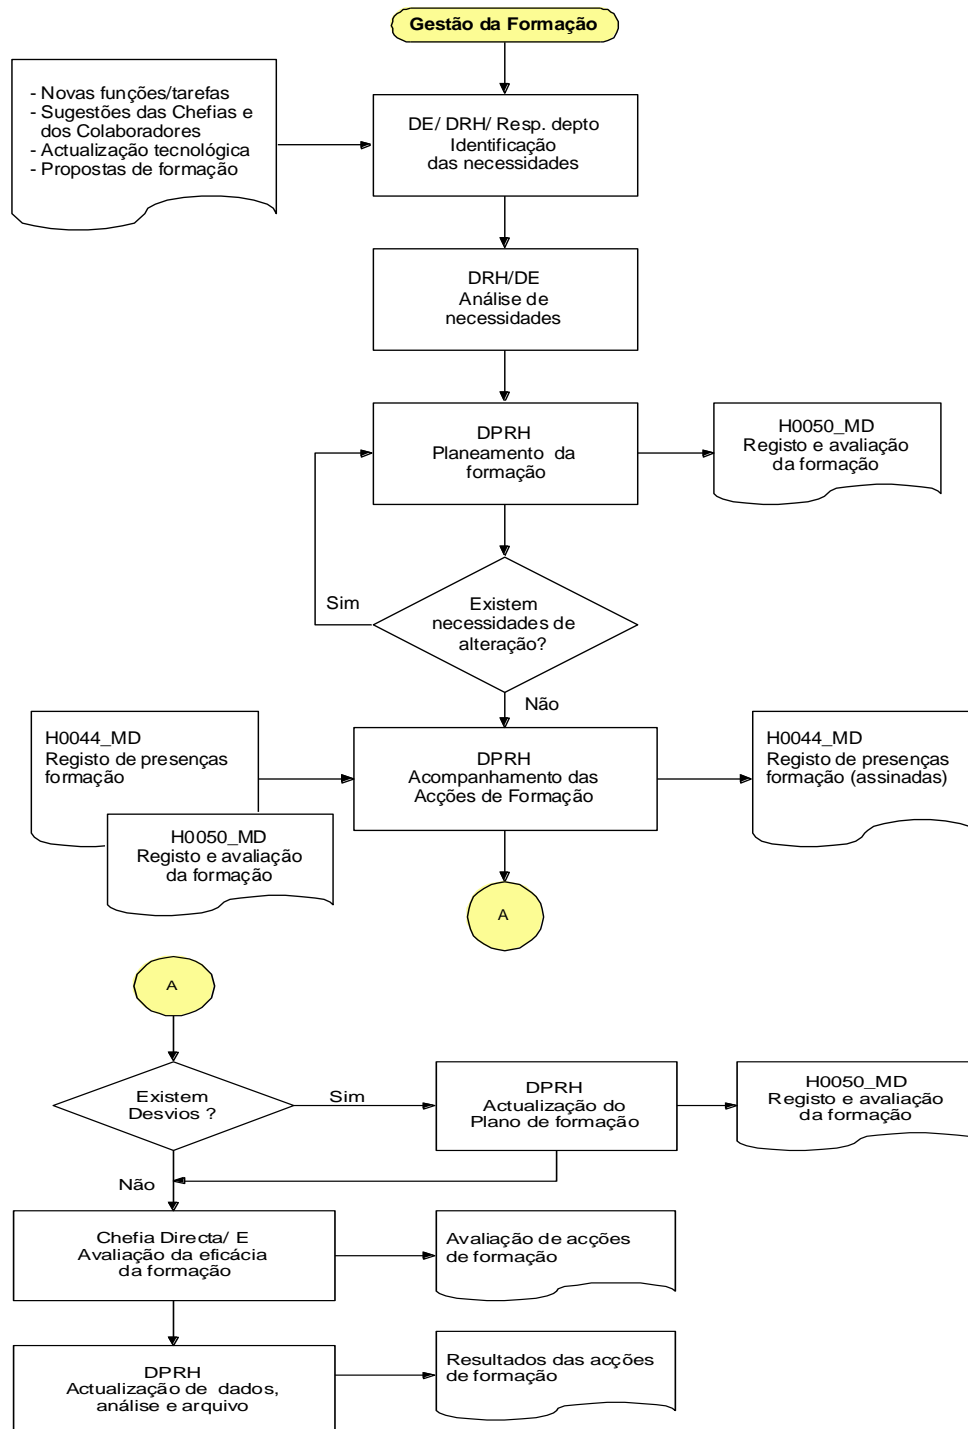 Gestão da Formação
- Novas funções/tarefas
- Sugestões das Chefias e
dos Colaboradores
- Actualização tecnológica
- Propostas de formação
DE/ DRH/ Resp. depto
Identificação
das necessidades
DRH/DE
Análise de
necessidades
DPRH
Planeamento da
formação
H0050_MD
Registo e avaliação
da formação
Sim
Existem
necessidades de
alteração?
Não
H0044_MD
Registo de presenças
formação
H0050_MD
Registo e avaliação
da formação
DPRH
Acompanhamento das
Acções de Formação
H0044_MD
Registo de presenças
formação (assinadas)
A
A
Existem
Desvios ?
Sim
DPRH
Actualização do
Plano de formação
H0050_MD
Registo e avaliação
da formação
Não
Chefia Directa/ E
Avaliação da eficácia
da formação
Avaliação de acções
de formação
DPRH
Actualização de dados,
análise e arquivo
Resultados das acções
de formação